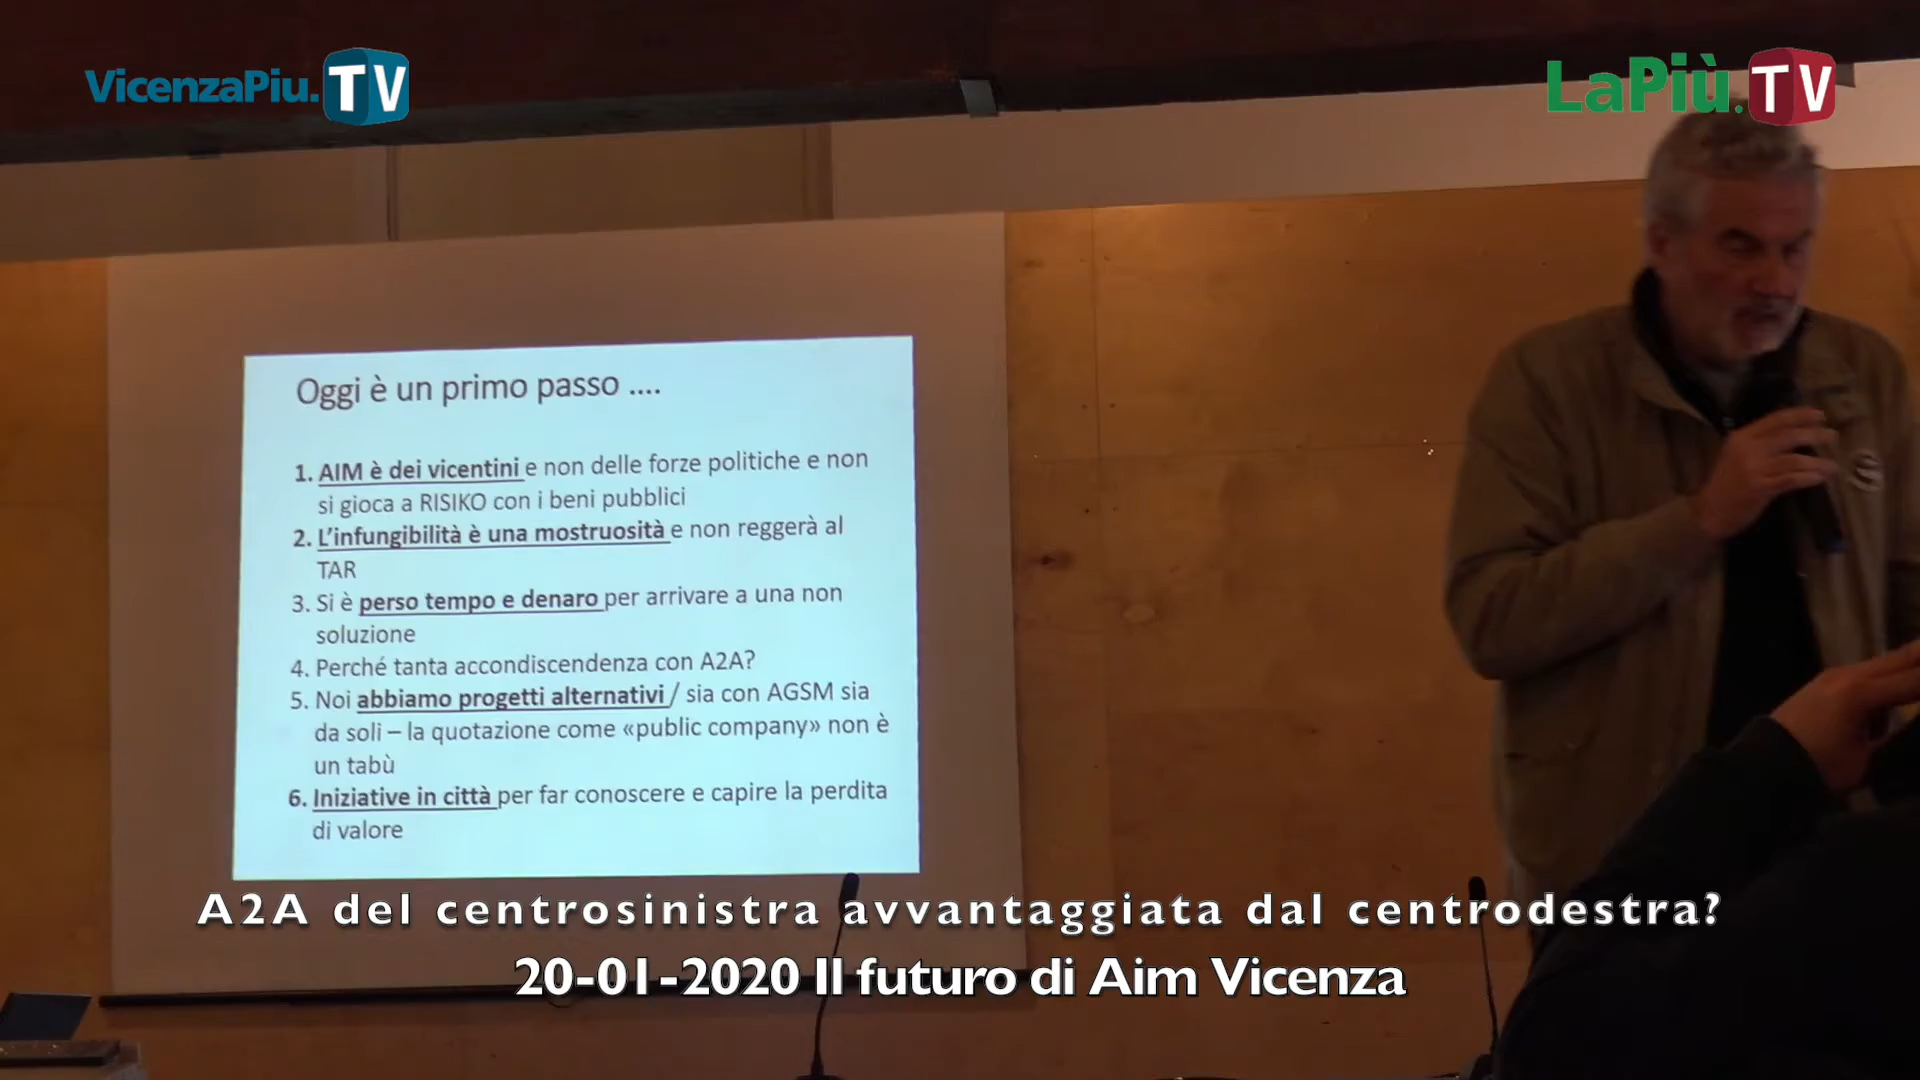 VicenzaPiu.TV
LaPiù.TV
Oggi è un primo passo ....
1. AIM è dei vicentini e non delle forze politiche e non
si gioca a RISIKO con i beni pubblici
2. L'infungibilità è una mostruosità e non reggerà al
TAR
3. Si è perso tempo e denaro per arrivare a una non
soluzione
4. Perché tanta accondiscendenza con A2A?
5. Noi abbiamo progetti alternativi / sia con AGSM sia
da soli – la quotazione come «public company» non è
un tabù
6. Iniziative in città per far conoscere e capire la perdita
di valore
A2A del centrosinistra avvantaggiata dal centrodestra?
20-01-2020 Il futuro di Aim Vicenza